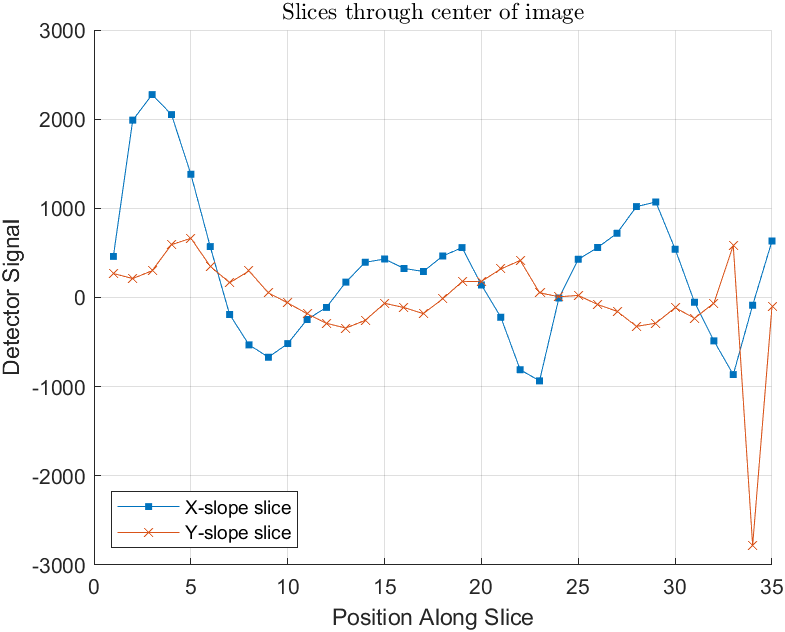 Slices through center of image
3000
2000
1000
0
-1000
-2000
-3000
Detector Signal
X-slope slice
Y-slope slice
0 5 10 15 20 25 30 35
Position Along Slice